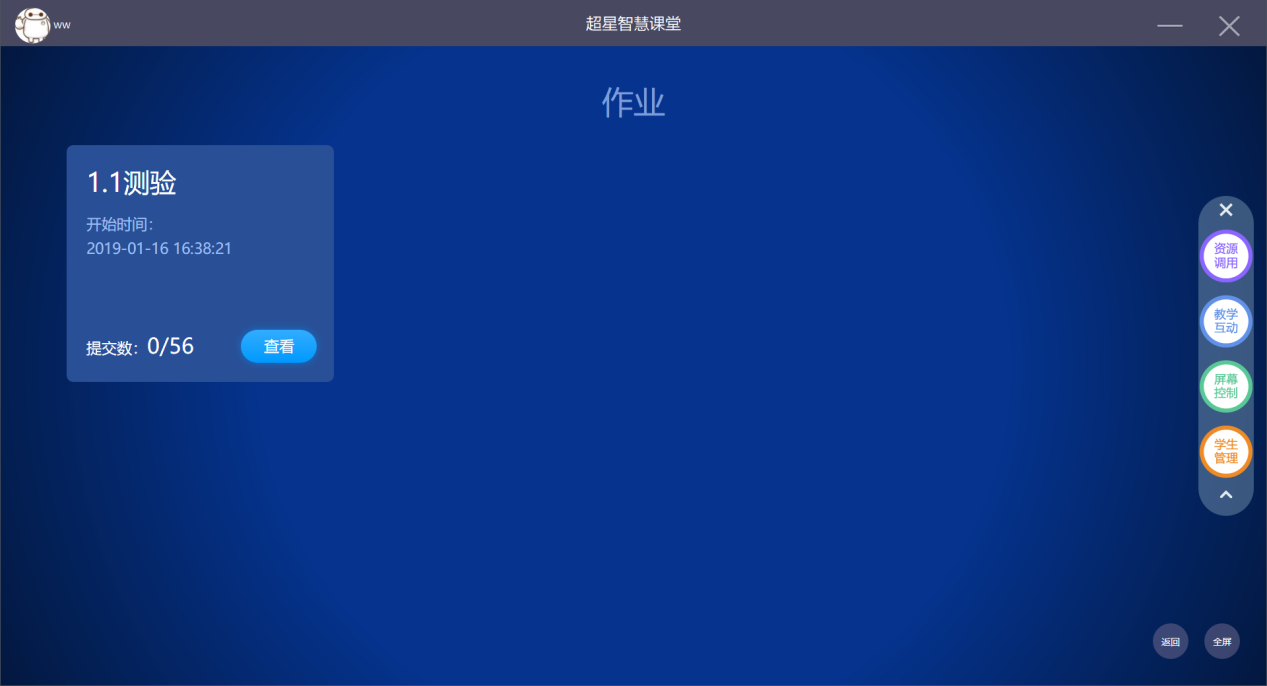 ww
超星智慧课堂
作业
1.1测验
开始时间:
2019-01-16 16:38:21
提交数: 0/56
查看
资源
调用
教学
互动
屏幕
控制
学生
管理
返回
全屏